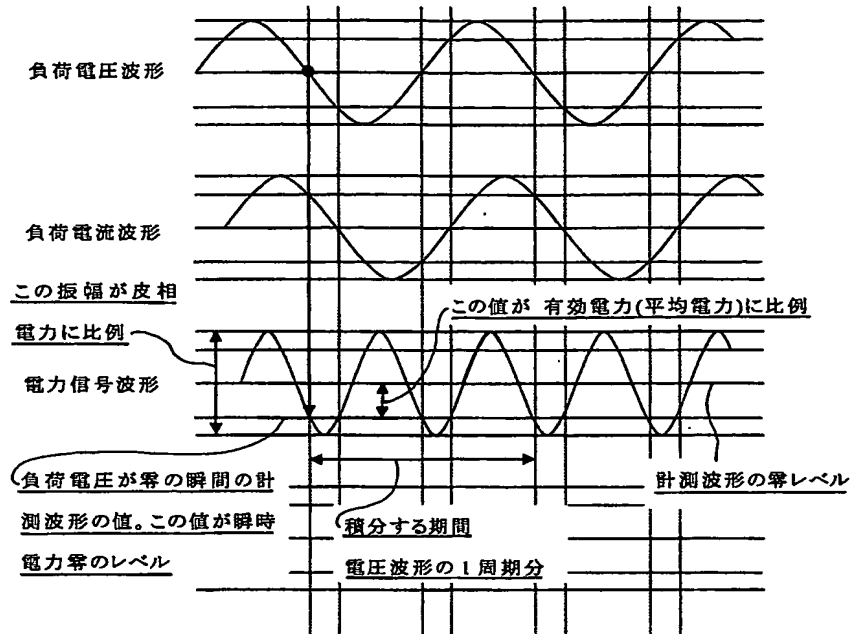 負荷電圧波形
負荷電流波形
この振幅が皮相
電力に比例
この値が 有効電力(平均電力)に比例
電力信号波形
負荷電圧が零の瞬間の計
測波形の値。この値が瞬時
電力零のレベル
計測波形の零レベル
積分する期間
電圧波形の1周期分